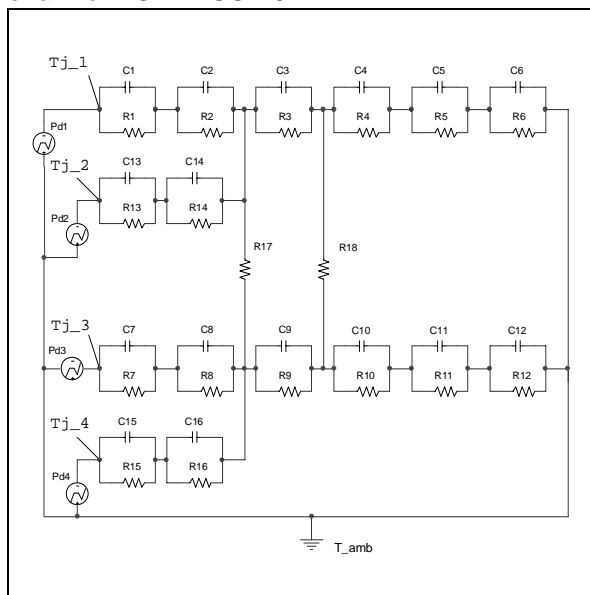 Tj_1
C1 C2 C3 C4 C5 C6
R1 R2 R3 R4 R5 R6
Pd1
Tj_2
C13 C14
R13 R14
Pd2
R17 R18
Tj_3
C7 C8 C9 C10 C11 C12
Pd3
R7 R8 R9 R10 R11 R12
Tj_4
C15 C16
R15 R16
Pd4
T_amb